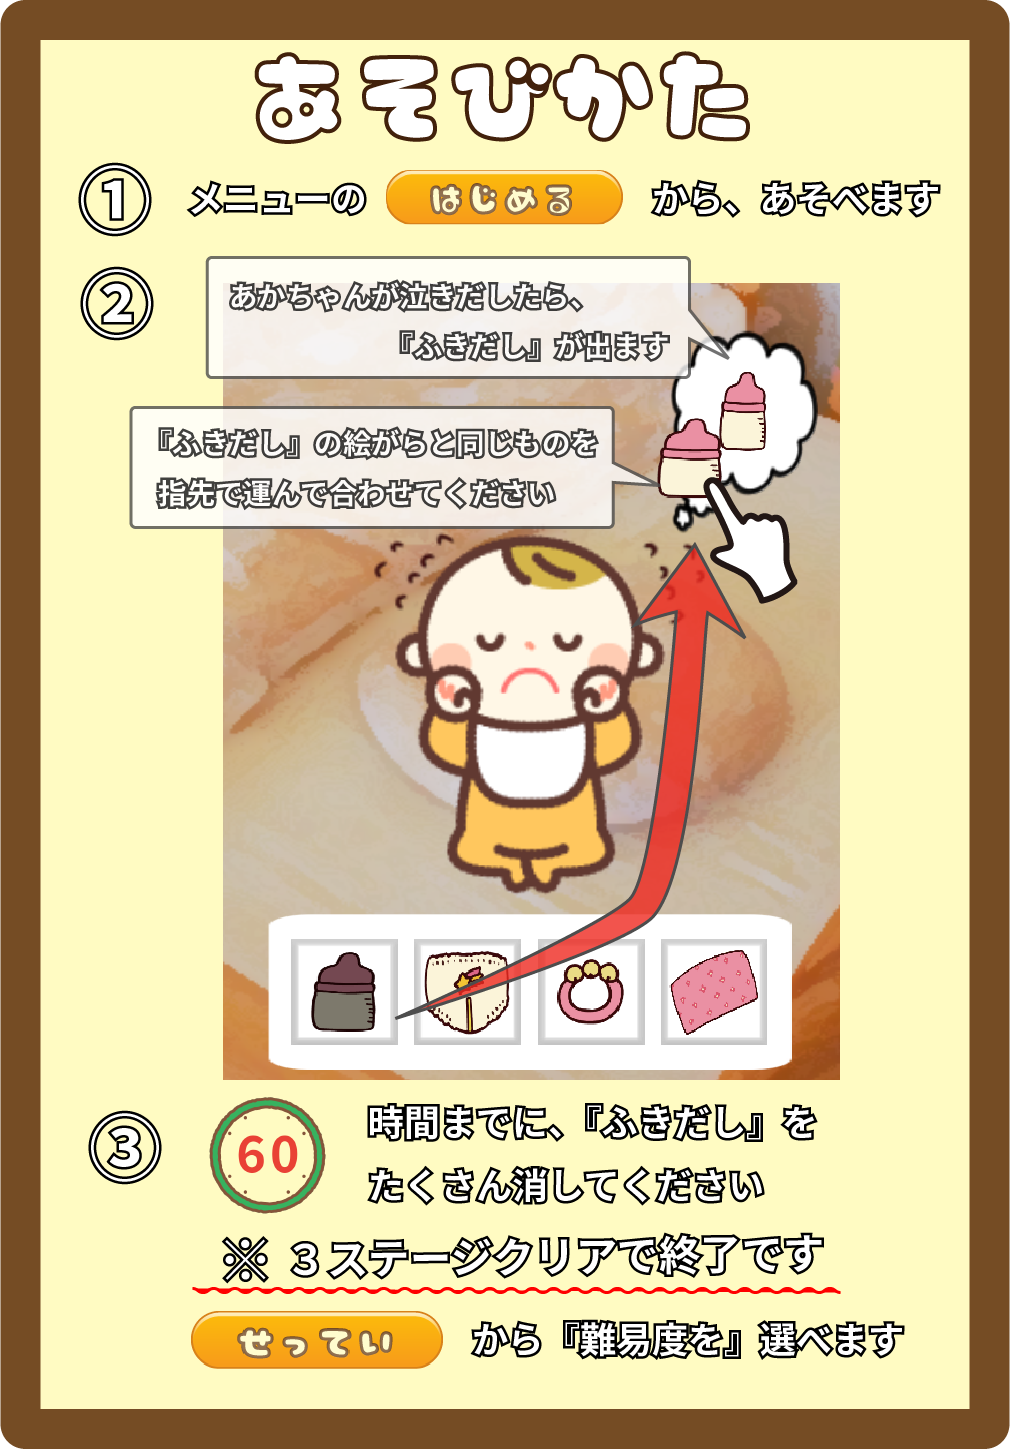 あそびかた
① メニューの はじめる から、あそべます
②
あかちゃんが泣きだしたら、
『ふきだし』が出ます
『ふきだし』の絵がらと同じものを
指先で運んで合わせてください
③ 60 時間までに、『ふきだし』を
たくさん消してください
※ ３ステージクリアで終了です
せってい から『難易度を』選べます